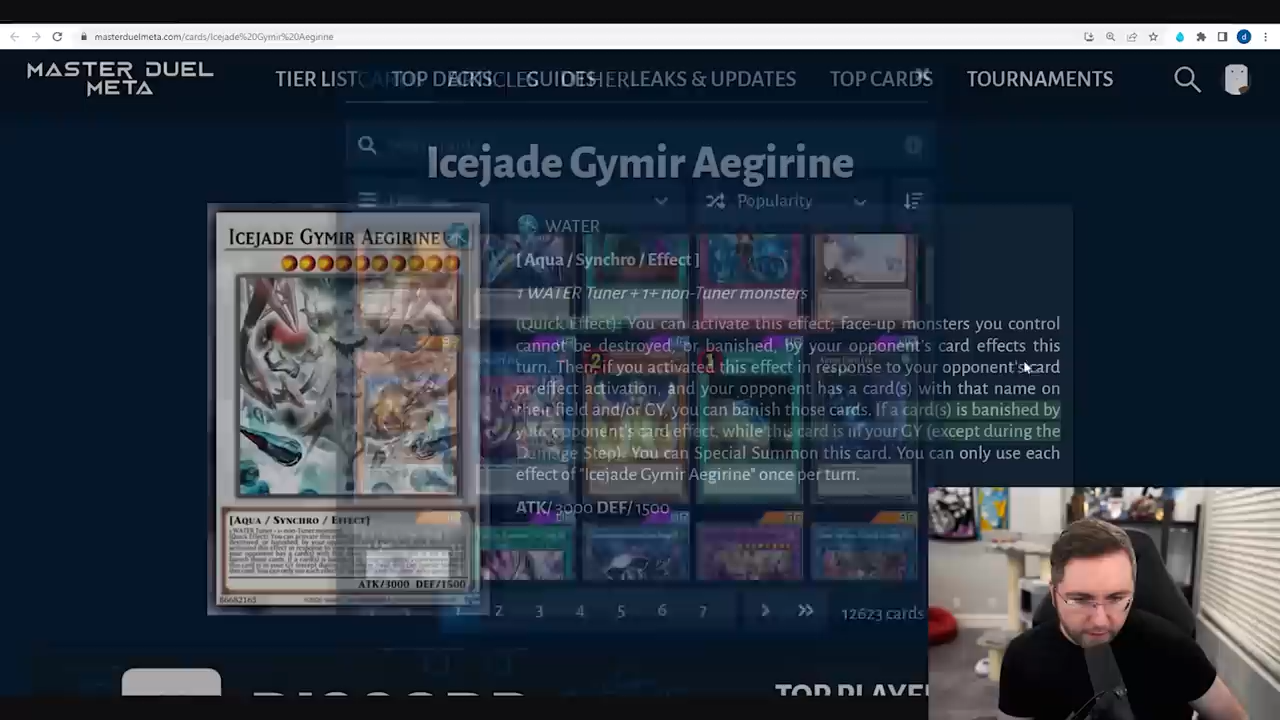 masterduelmeta.com/cards/Icejade%20Gymir%20Aegirine
MASTER DUEL
META
TIER LIST TOP DECKS ARTICLES GUIDES OTHER LEAKS & UPDATES TOP CARDS TOURNAMENTS
Icejade Gymir Aegirine
Popularity
ICEJADE GYMIR AEGIRINE
WATER
[ Aqua / Synchro / Effect ]
1 WATER Tuner + 1+ non-Tuner monsters
(Quick Effect): You can activate this effect; face-up monsters you control
cannot be destroyed, or banished, by your opponent's card effects this
turn. Then, if you activated this effect in response to your opponent's card
or effect activation, and your opponent has a card(s) with that name on
their field and/or GY, you can banish those cards. If a card(s) is banished by
your opponent's card effect, while this card is in your GY (except during the
Damage Step): You can Special Summon this card. You can only use each
effect of "Icejade Gymir Aegirine" once per turn.
ATK/ 3000 DEF/ 1500
[AQUA / SYNCHRO / EFFECT]
ATK/3000 DEF/1500
2 3 4 5 6 7 › »
12623 cards
DISCORD
TOP PLAYE